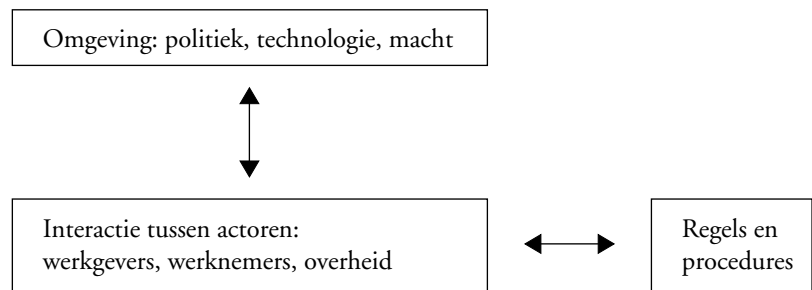 Omgeving: politiek, technologie, macht
Interactie tussen actoren:
werkgevers, werknemers, overheid
Regels en
procedures